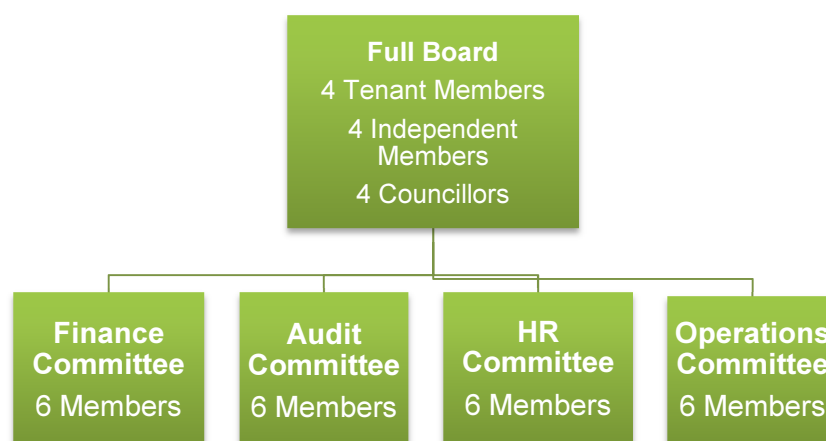 Full Board
4 Tenant Members
4 Independent
Members
4 Councillors
Finance
Committee
6 Members
Audit
Committee
6 Members
HR
Committee
6 Members
Operations
Committee
6 Members